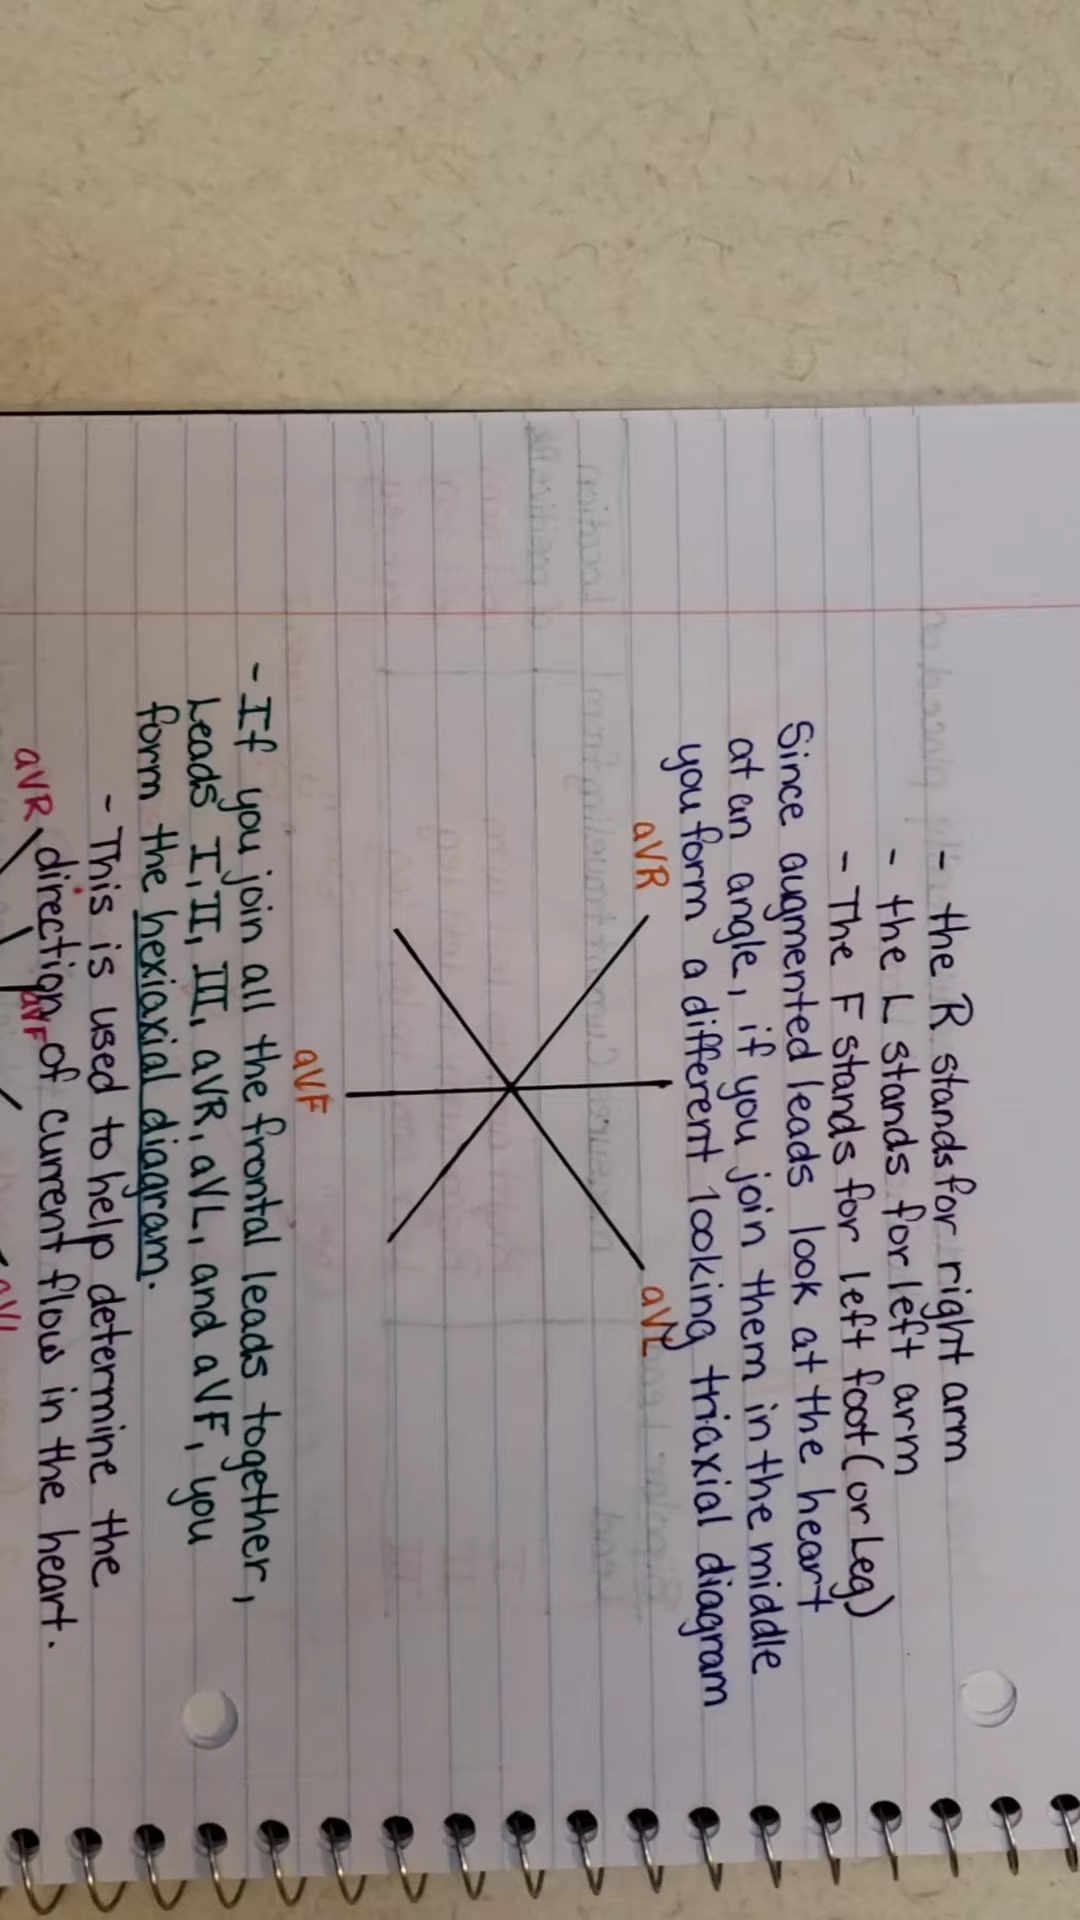 - the R stands for right arm
- the L stands for left arm
- The F stands for left foot (or Leg)
Since augmented leads look at the heart
at an angle, if you join them in the middle
you form a different looking triaxial diagram
aVR
aVL
aVF
- If you join all the frontal leads together,
Leads I, II, III, aVR, aVL, and aVF, you
form the hexiaxial diagram.
- This is used to help determine the
direction of current flow in the heart.
aVR
aVF